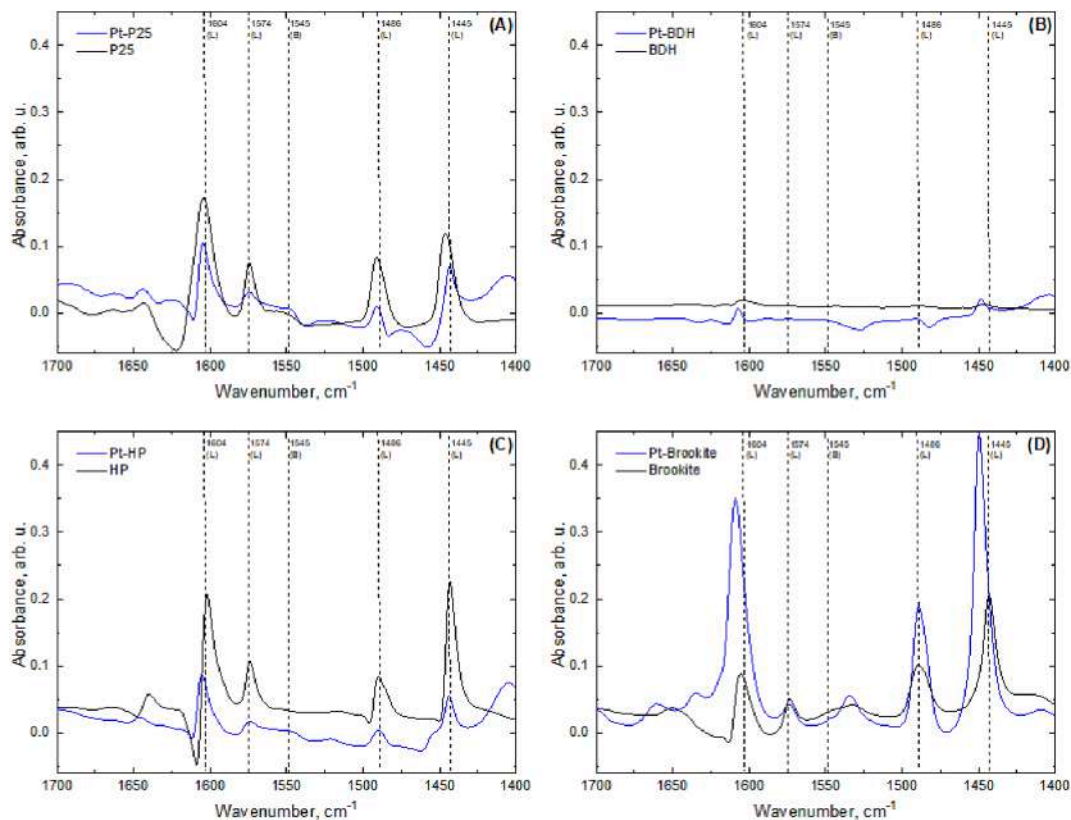 1604 1574 1545 1486 1445 (A)
(L) (L) (B) (L) (L)
Pt-P25
P25
0.4
0.3
0.2
0.1
0.0
Absorbance, arb. u.
1700 1650 1600 1550 1500 1450 1400
Wavenumber, cm-1
1604 1574 1545 1486 1445 (B)
(L) (L) (B) (L) (L)
Pt-BDH
BDH
0.4
0.3
0.2
0.1
0.0
Absorbance, arb. u.
1700 1650 1600 1550 1500 1450 1400
Wavenumber, cm-1
1604 1574 1545 1486 1445 (C)
(L) (L) (B) (L) (L)
Pt-HP
HP
0.4
0.3
0.2
0.1
0.0
Absorbance, arb. u.
1700 1650 1600 1550 1500 1450 1400
Wavenumber, cm-1
1604 1574 1545 1486 1445 (D)
(L) (L) (B) (L) (L)
Pt-Brookite
Brookite
0.4
0.3
0.2
0.1
0.0
Absorbance, arb. u.
1700 1650 1600 1550 1500 1450 1400
Wavenumber, cm-1